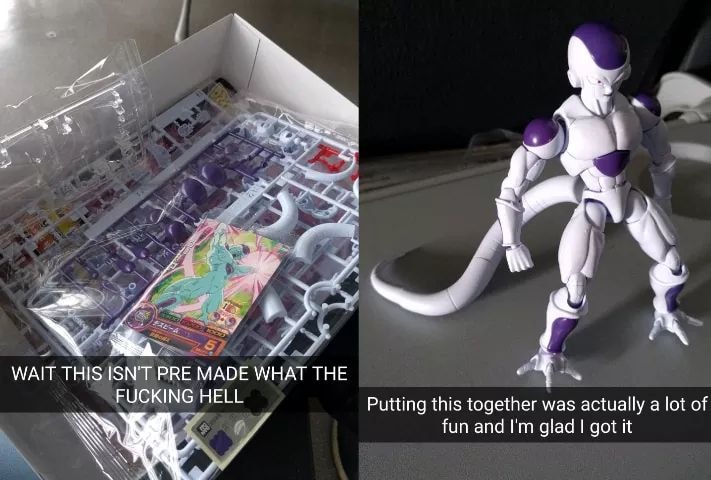 WAIT THIS ISN'T PRE MADE WHAT THE
FUCKING HELL
5
Putting this together was actually a lot of
fun and I'm glad I got it